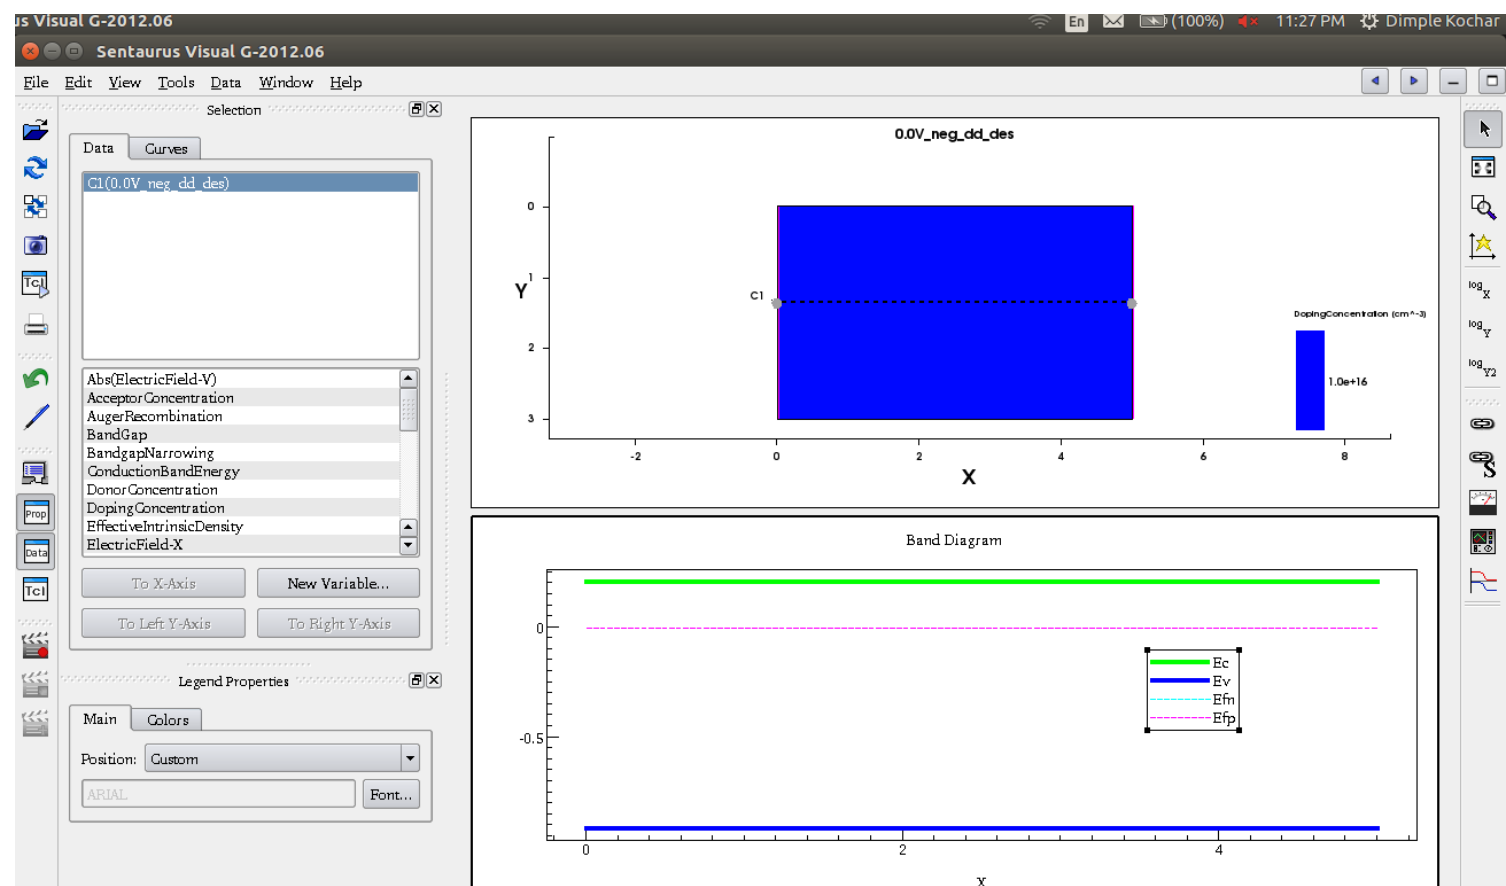 us Visual G-2012.06
En (100%) 11:27 PM Dimple Kochar
Sentaurus Visual G-2012.06
File Edit View Tools Data Window Help
Selection
Data Curves
C1(0.0V_neg_dd_des)
Abs(ElectricField-V)
AcceptorConcentration
AugerRecombination
BandGap
BandgapNarrowing
ConductionBandEnergy
DonorConcentration
DopingConcentration
EffectiveIntrinsicDensity
ElectricField-X
To X-Axis New Variable...
To Left Y-Axis To Right Y-Axis
Legend Properties
Main Colors
Position: Custom
ARIAL Font...
Tcl
Prop
Data
Tcl
0.0V_neg_dd_des
0
1
2
3
Y
C1
-2 0 2 4 6 8
X
DopingConcentration (cm^-3)
1.0e+16
Band Diagram
0
-0.5
Ec
Ev
Efn
Efp
0 2 4
X
log X
log Y
log Y2
S